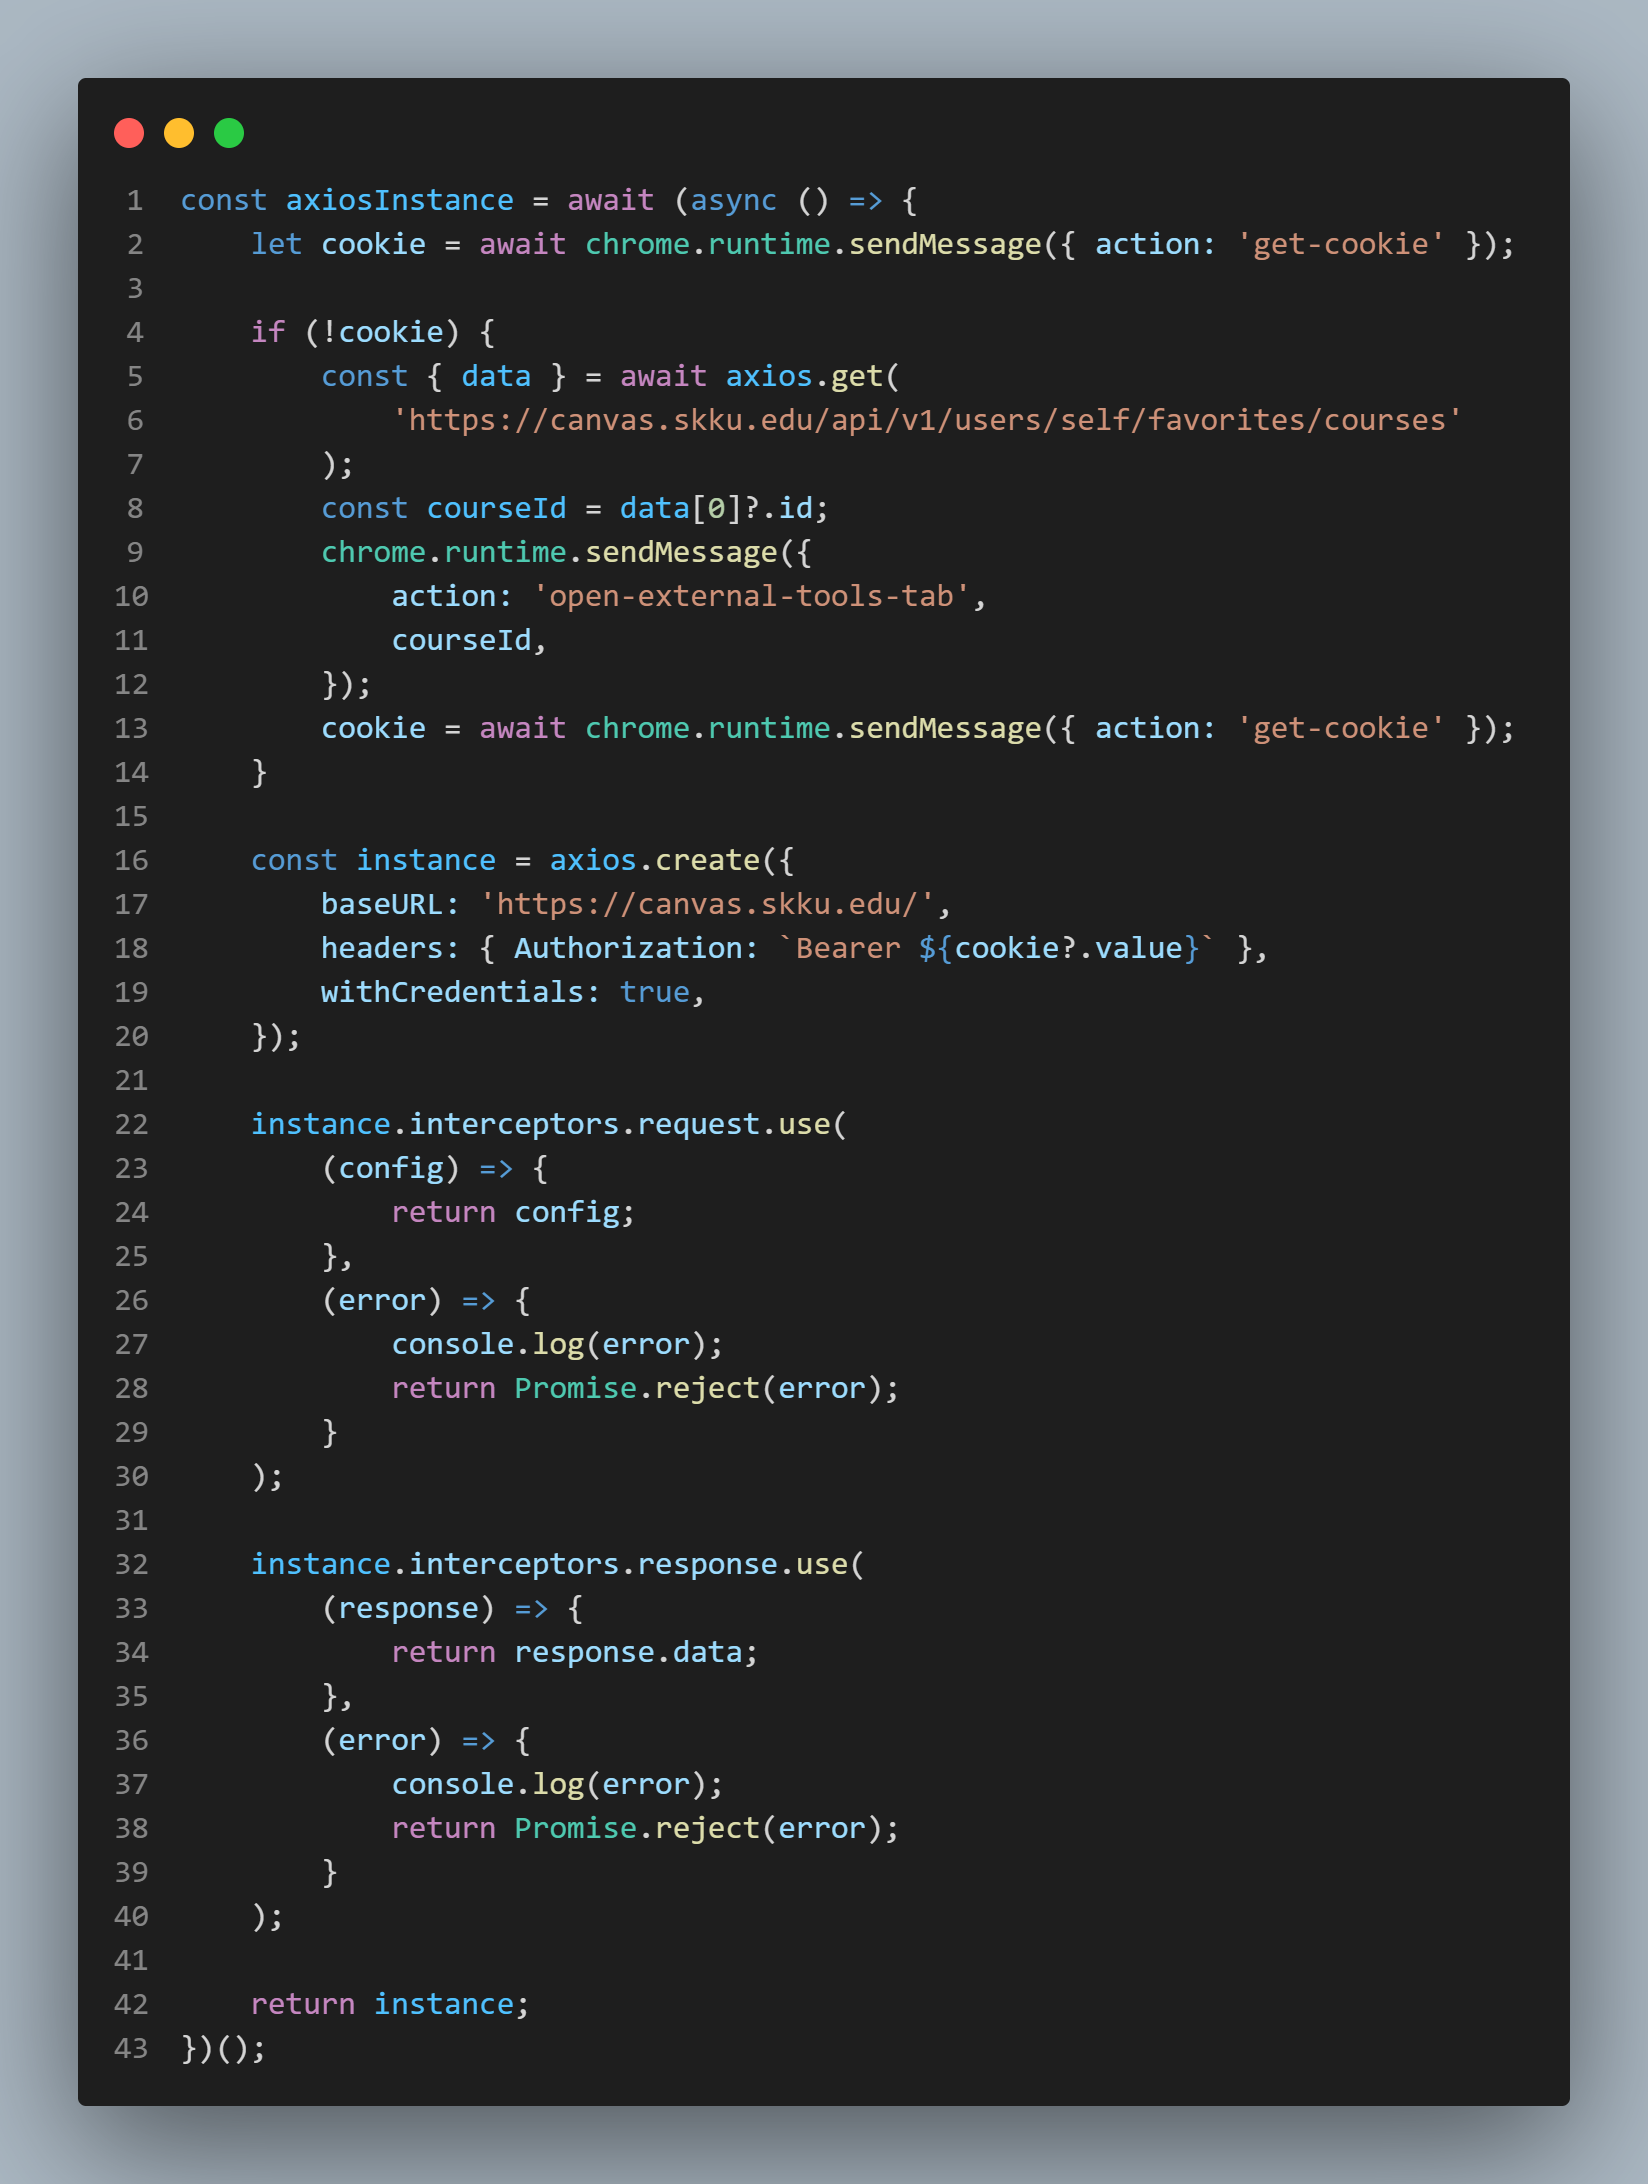 1 const axiosInstance = await (async () => {
2     let cookie = await chrome.runtime.sendMessage({ action: 'get-cookie' });
3
4     if (!cookie) {
5         const { data } = await axios.get(
6             'https://canvas.skku.edu/api/v1/users/self/favorites/courses'
7         );
8         const courseId = data[0]?.id;
9         chrome.runtime.sendMessage({
10             action: 'open-external-tools-tab',
11             courseId,
12         });
13         cookie = await chrome.runtime.sendMessage({ action: 'get-cookie' });
14     }
15
16     const instance = axios.create({
17         baseURL: 'https://canvas.skku.edu/',
18         headers: { Authorization: `Bearer ${cookie?.value}` },
19         withCredentials: true,
20     });
21
22     instance.interceptors.request.use(
23         (config) => {
24             return config;
25         },
26         (error) => {
27             console.log(error);
28             return Promise.reject(error);
29         }
30     );
31
32     instance.interceptors.response.use(
33         (response) => {
34             return response.data;
35         },
36         (error) => {
37             console.log(error);
38             return Promise.reject(error);
39         }
40     );
41
42     return instance;
43 })();